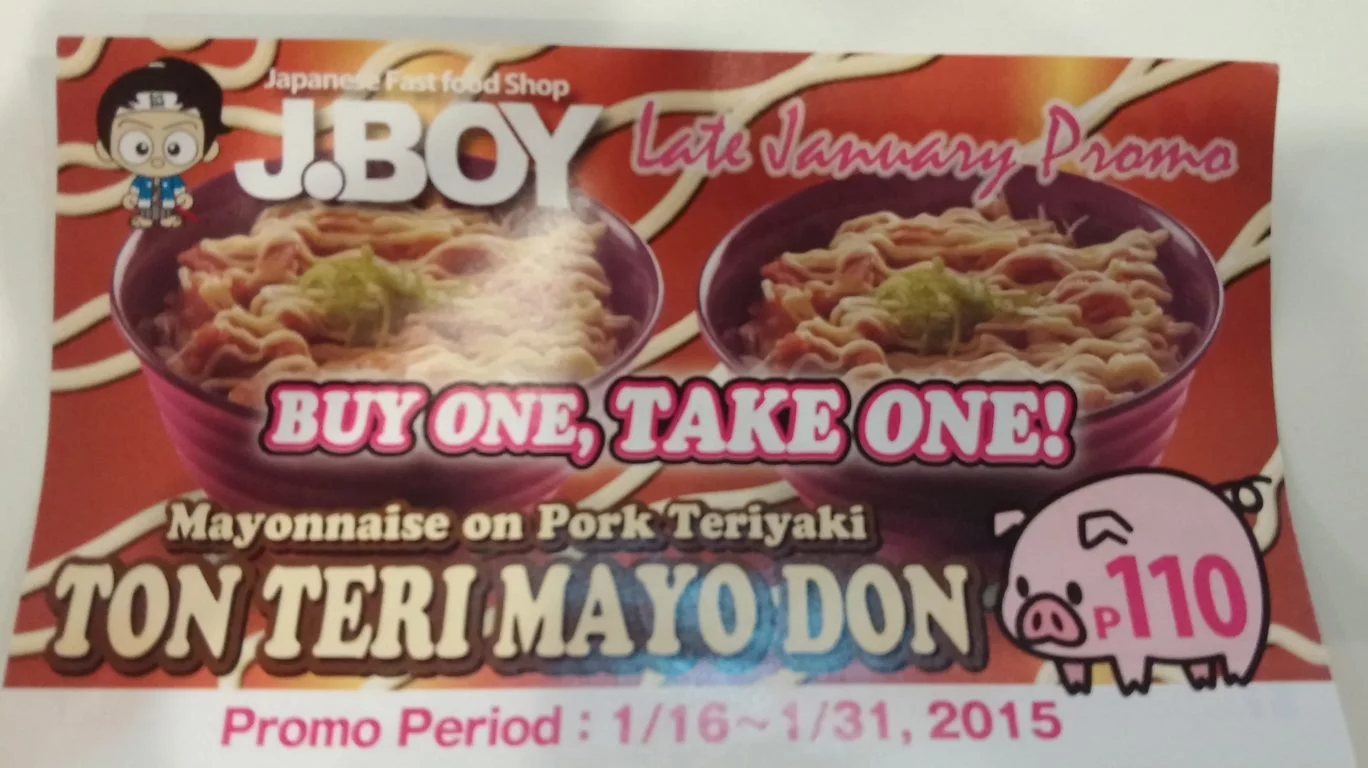 Japanese Fast food Shop
J.BOY
Late January Promo
BUY ONE, TAKE ONE!
Mayonnaise on Pork Teriyaki
TON TERI MAYO DON
P110
Promo Period : 1/16~1/31, 2015